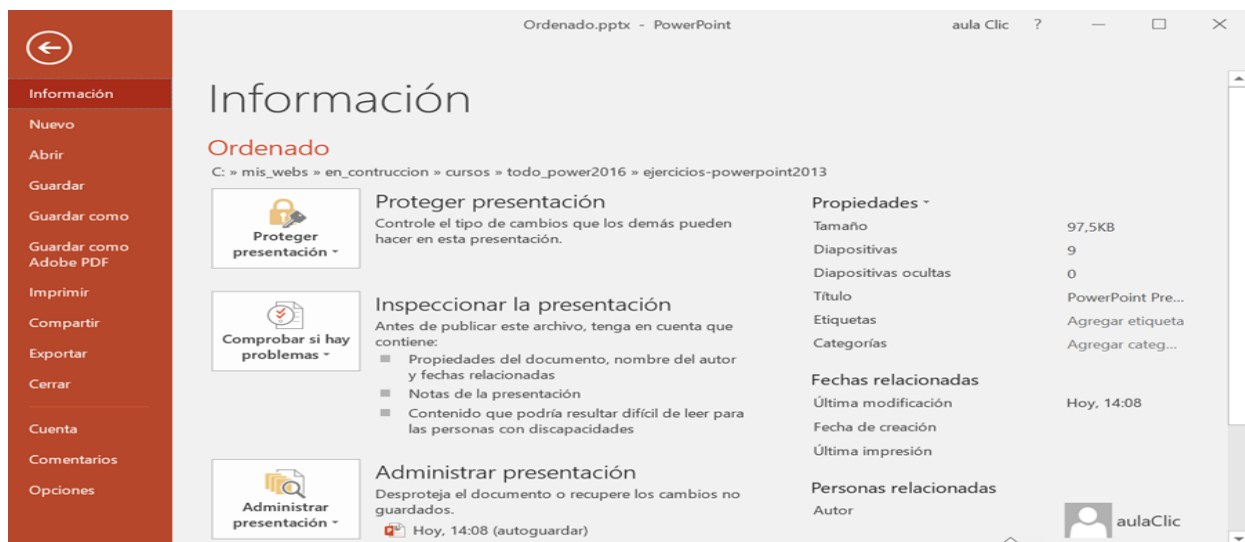 Ordenado.pptx - PowerPoint
aula Clic ?
Información
Nuevo
Abrir
Guardar
Guardar como
Guardar como
Adobe PDF
Imprimir
Compartir
Exportar
Cerrar
Cuenta
Comentarios
Opciones
Información
Ordenado
C: » mis_webs » en_contruccion » cursos » todo_power2016 » ejercicios-powerpoint2013
Proteger
presentación
Proteger presentación
Controle el tipo de cambios que los demás pueden
hacer en esta presentación.
Comprobar si hay
problemas
Inspeccionar la presentación
Antes de publicar este archivo, tenga en cuenta que
contiene:
Propiedades del documento, nombre del autor
y fechas relacionadas
Notas de la presentación
Contenido que podría resultar difícil de leer para
las personas con discapacidades
Administrar
presentación
Administrar presentación
Desproteja el documento o recupere los cambios no
guardados.
Hoy, 14:08 (autoguardar)
Propiedades
Tamaño 97,5KB
Diapositivas 9
Diapositivas ocultas 0
Título PowerPoint Pre...
Etiquetas Agregar etiqueta
Categorías Agregar categ...
Fechas relacionadas
Última modificación Hoy, 14:08
Fecha de creación
Última impresión
Personas relacionadas
Autor aulaClic